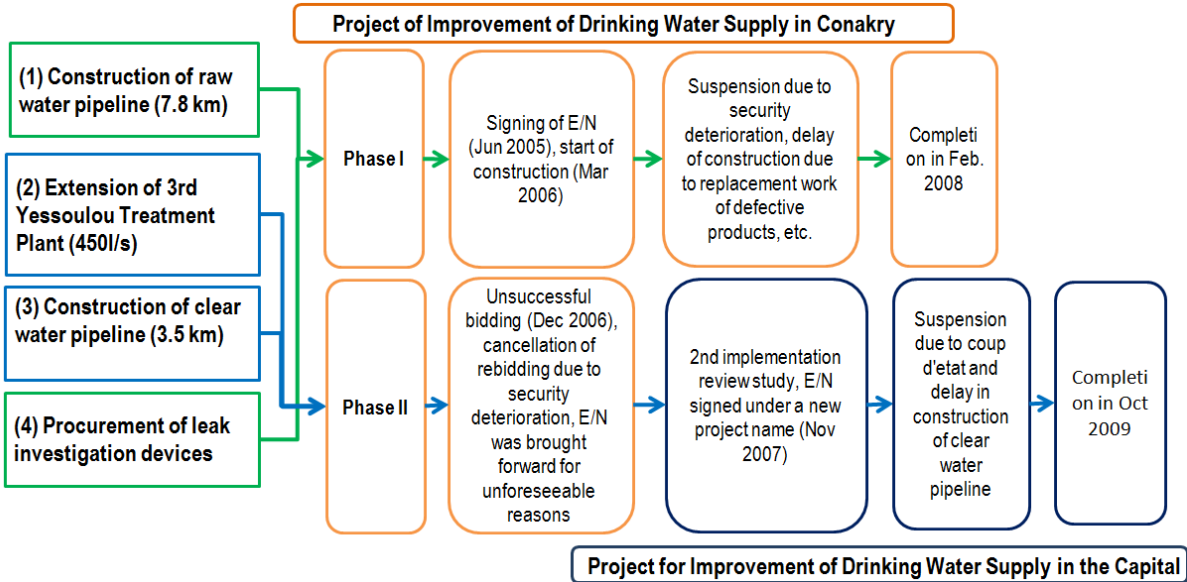 Project of Improvement of Drinking Water Supply in Conakry
(1) Construction of raw
water pipeline (7.8 km)
(2) Extension of 3rd
Yessoulou Treatment
Plant (450l/s)
(3) Construction of clear
water pipeline (3.5 km)
(4) Procurement of leak
investigation devices
Phase I
Signing of E/N
(Jun 2005), start of
construction (Mar
2006)
Suspension due to
security
deterioration, delay
of construction due
to replacement work
of defective
products, etc.
Completi
on in Feb.
2008
Phase II
Unsuccessful
bidding (Dec 2006),
cancellation of
rebidding due to
security
deterioration, E/N
was brought
forward for
unforeseeable
reasons
2nd implementation
review study, E/N
signed under a new
project name (Nov
2007)
Suspension
due to coup
d'etat and
delay in
construction
of clear
water
pipeline
Completi
on in Oct
2009
Project for Improvement of Drinking Water Supply in the Capital